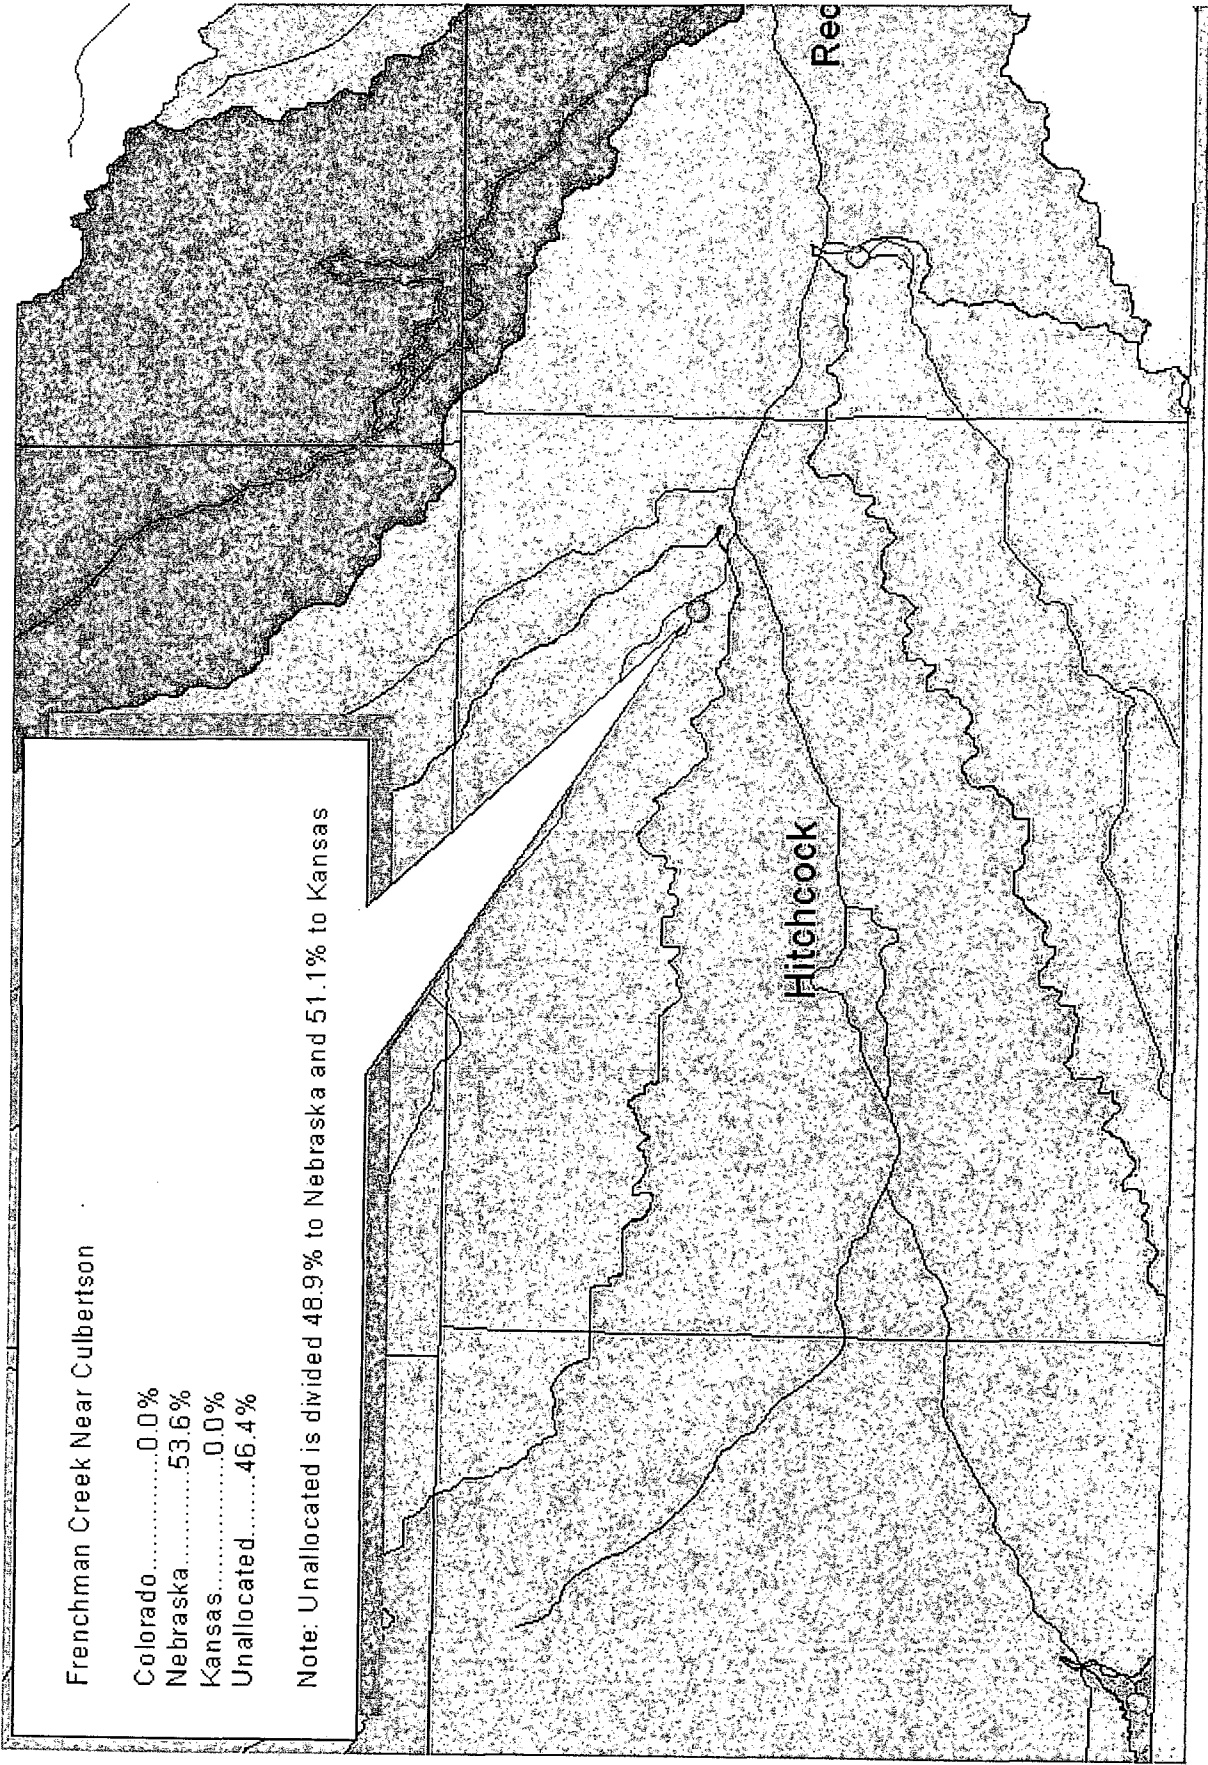 Frenchman Creek Near Culbertson
Colorado................0.0%
Nebraska............53.6%
Kansas..................0.0%
Unallocated........46.4%
Note: Unallocated is divided 48.9% to Nebraska and 51.1% to Kansas
Hitchcock
Red